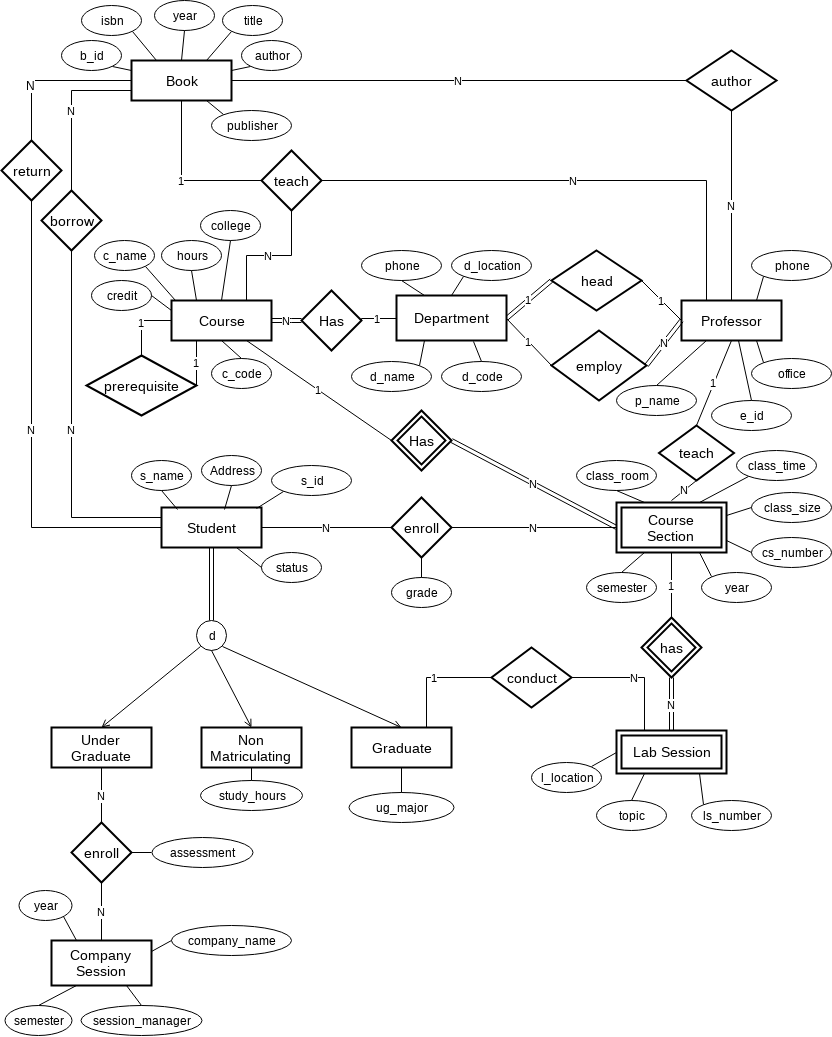 year
isbn
title
b_id
author
Book
N
N
author
N
publisher
return
teach
1
N
borrow
N
college
c_name
hours
N
phone
d_location
phone
head
credit
1
1
Course
N
Has
1
Department
Professor
1
1
N
prerequisite
1
c_code
d_name
d_code
employ
office
1
1
p_name
e_id
N
N
Has
teach
s_name
Address
s_id
class_room
class_time
N
N
class_size
Student
N
enroll
N
Course
Section
cs_number
status
grade
semester
1
year
d
has
1
conduct
N
N
Under
Graduate
Non
Matriculating
Graduate
Lab Session
l_location
N
study_hours
ug_major
topic
ls_number
enroll
assessment
year
N
company_name
Company
Session
semester
session_manager